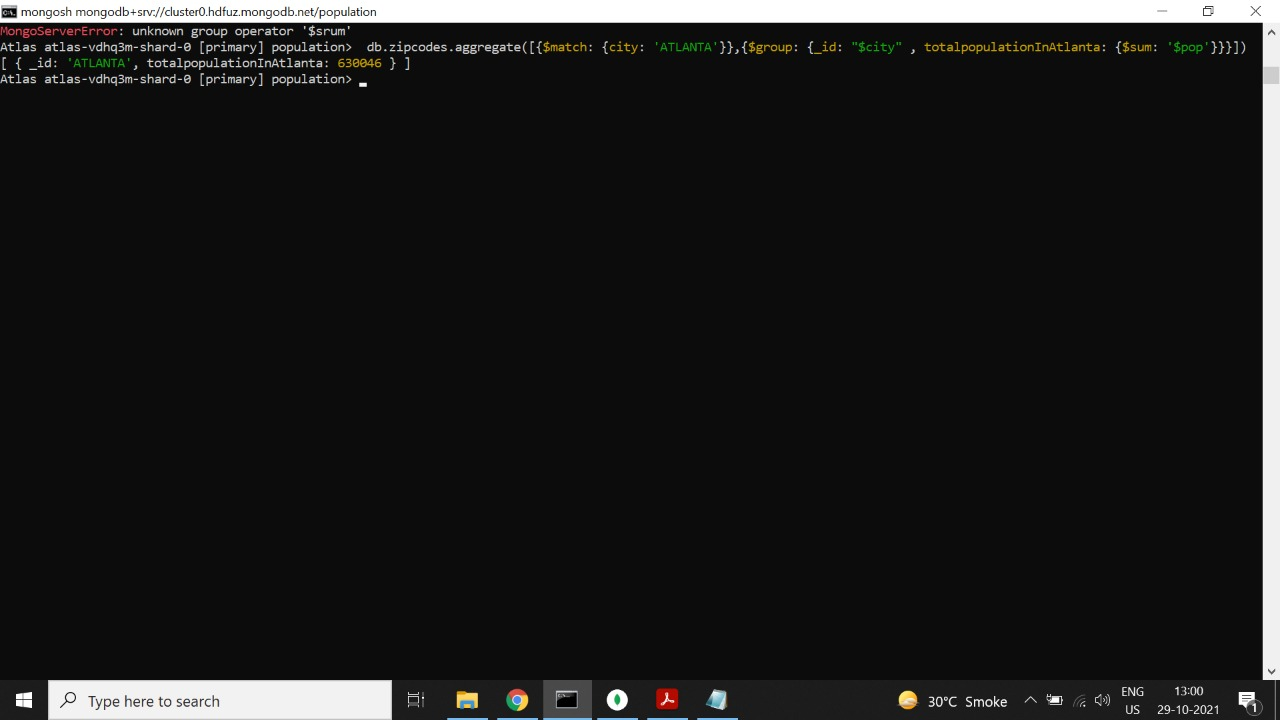 mongosh mongodb+srv://cluster0.hdfuz.mongodb.net/population
MongoServerError: unknown group operator '$srum'
Atlas atlas-vdhq3m-shard-0 [primary] population>  db.zipcodes.aggregate([{$match: {city: 'ATLANTA'}},{$group: {_id: "$city" , totalpopulationInAtlanta: {$sum: '$pop'}}}])
[ { _id: 'ATLANTA', totalpopulationInAtlanta: 630046 } ]
Atlas atlas-vdhq3m-shard-0 [primary] population>
Type here to search
30°C Smoke
ENG
US
13:00
29-10-2021
1